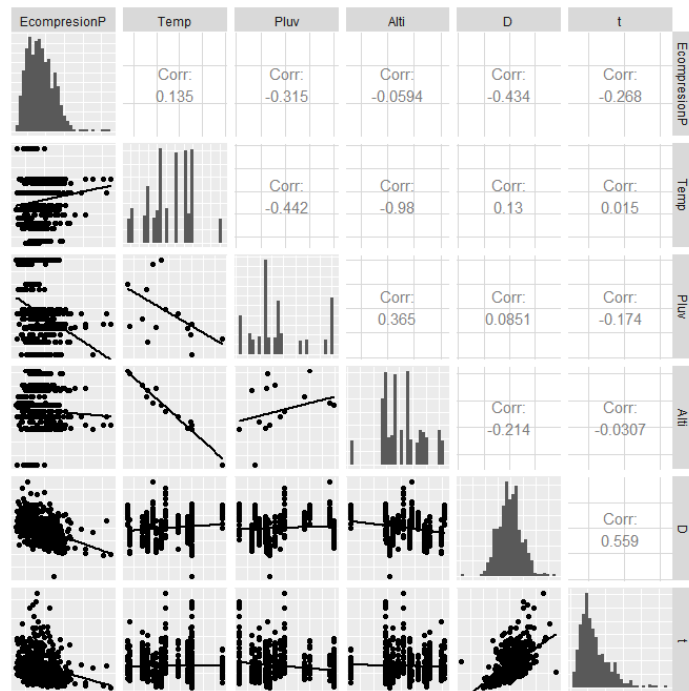 EcompresionP Temp Pluv Alti D t
Corr: Corr: Corr: Corr: Corr:
0.135 -0.315 -0.0594 -0.434 -0.268
EcompresionP
Corr: Corr: Corr: Corr:
-0.442 -0.98 0.13 0.015
Temp
Corr: Corr: Corr:
0.365 0.0851 -0.174
Pluv
Corr: Corr:
-0.214 -0.0307
Alti
Corr:
0.559
D
t